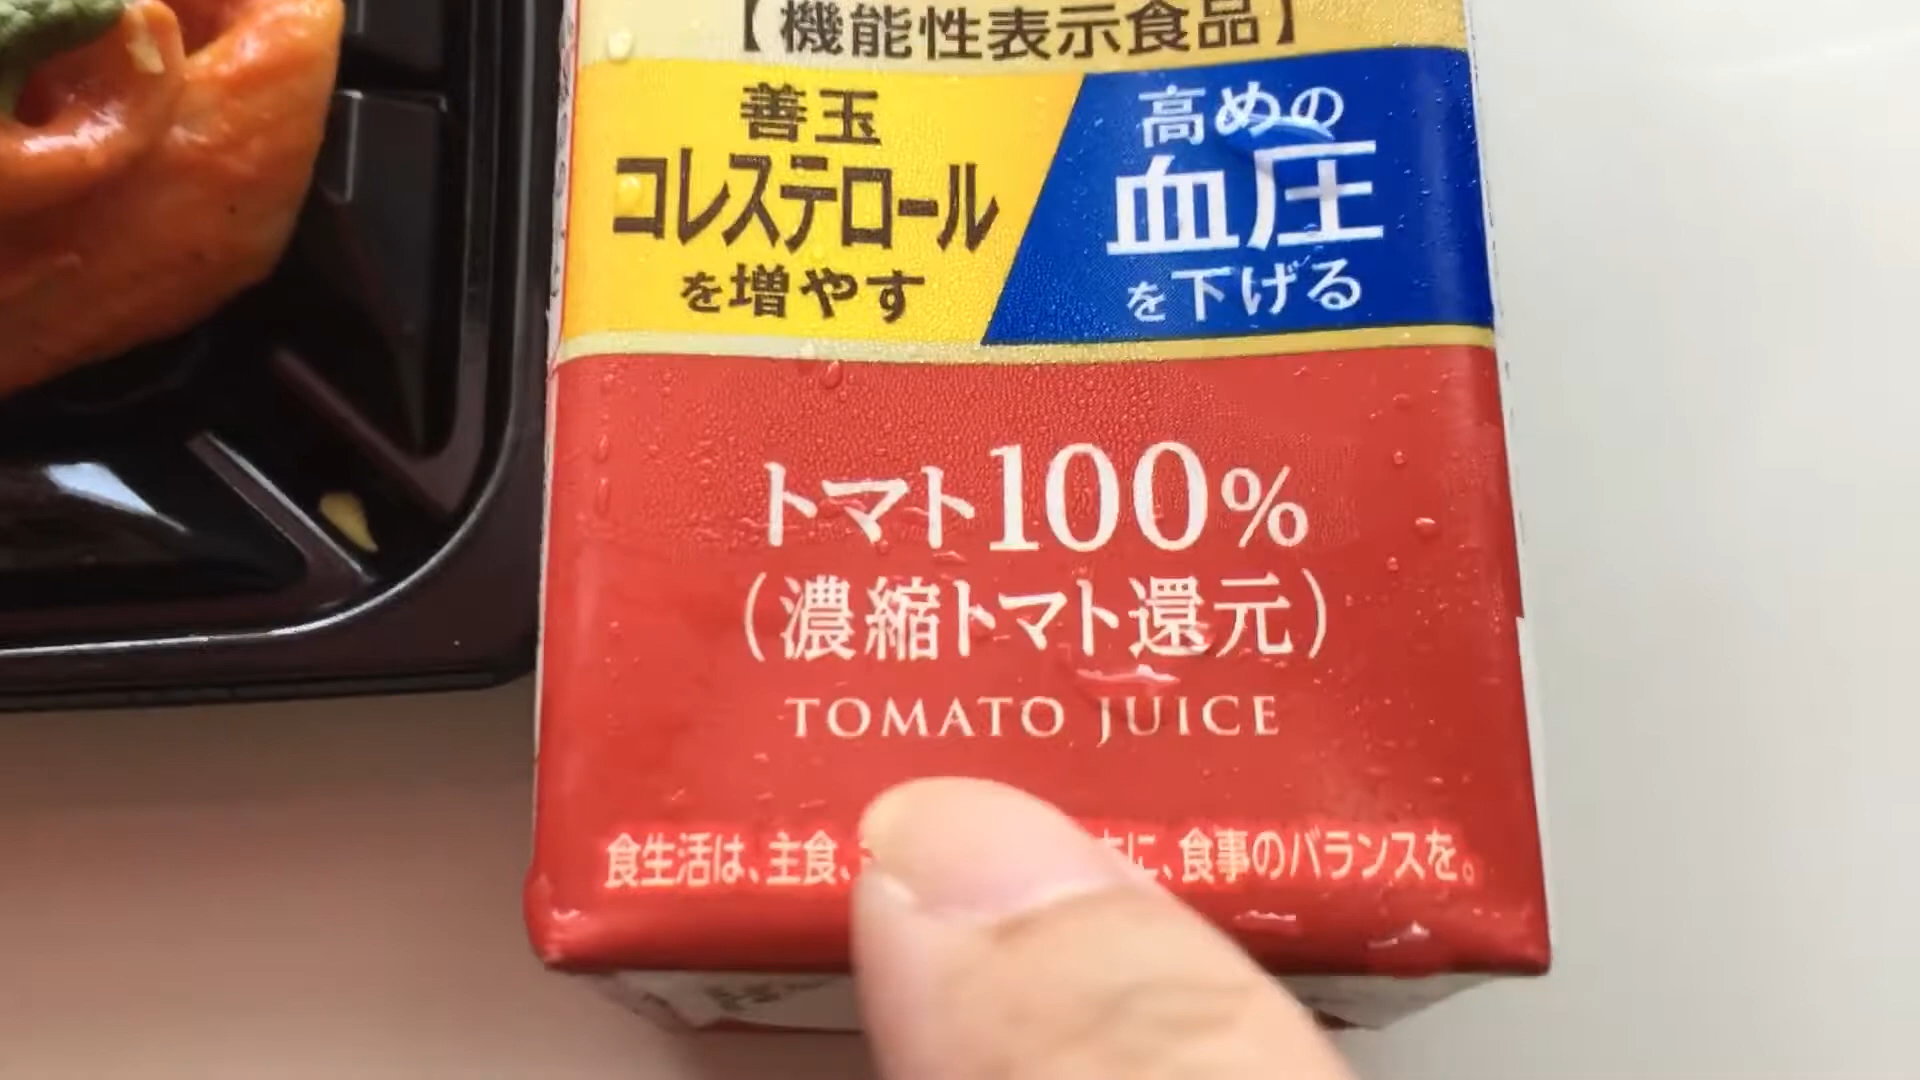 【機能性表示食品】
善玉
コレステロール
を増やす
高めの
血圧
を下げる
トマト100%
(濃縮トマト還元)
TOMATO JUICE
食生活は、主食、
に、食事のバランスを。